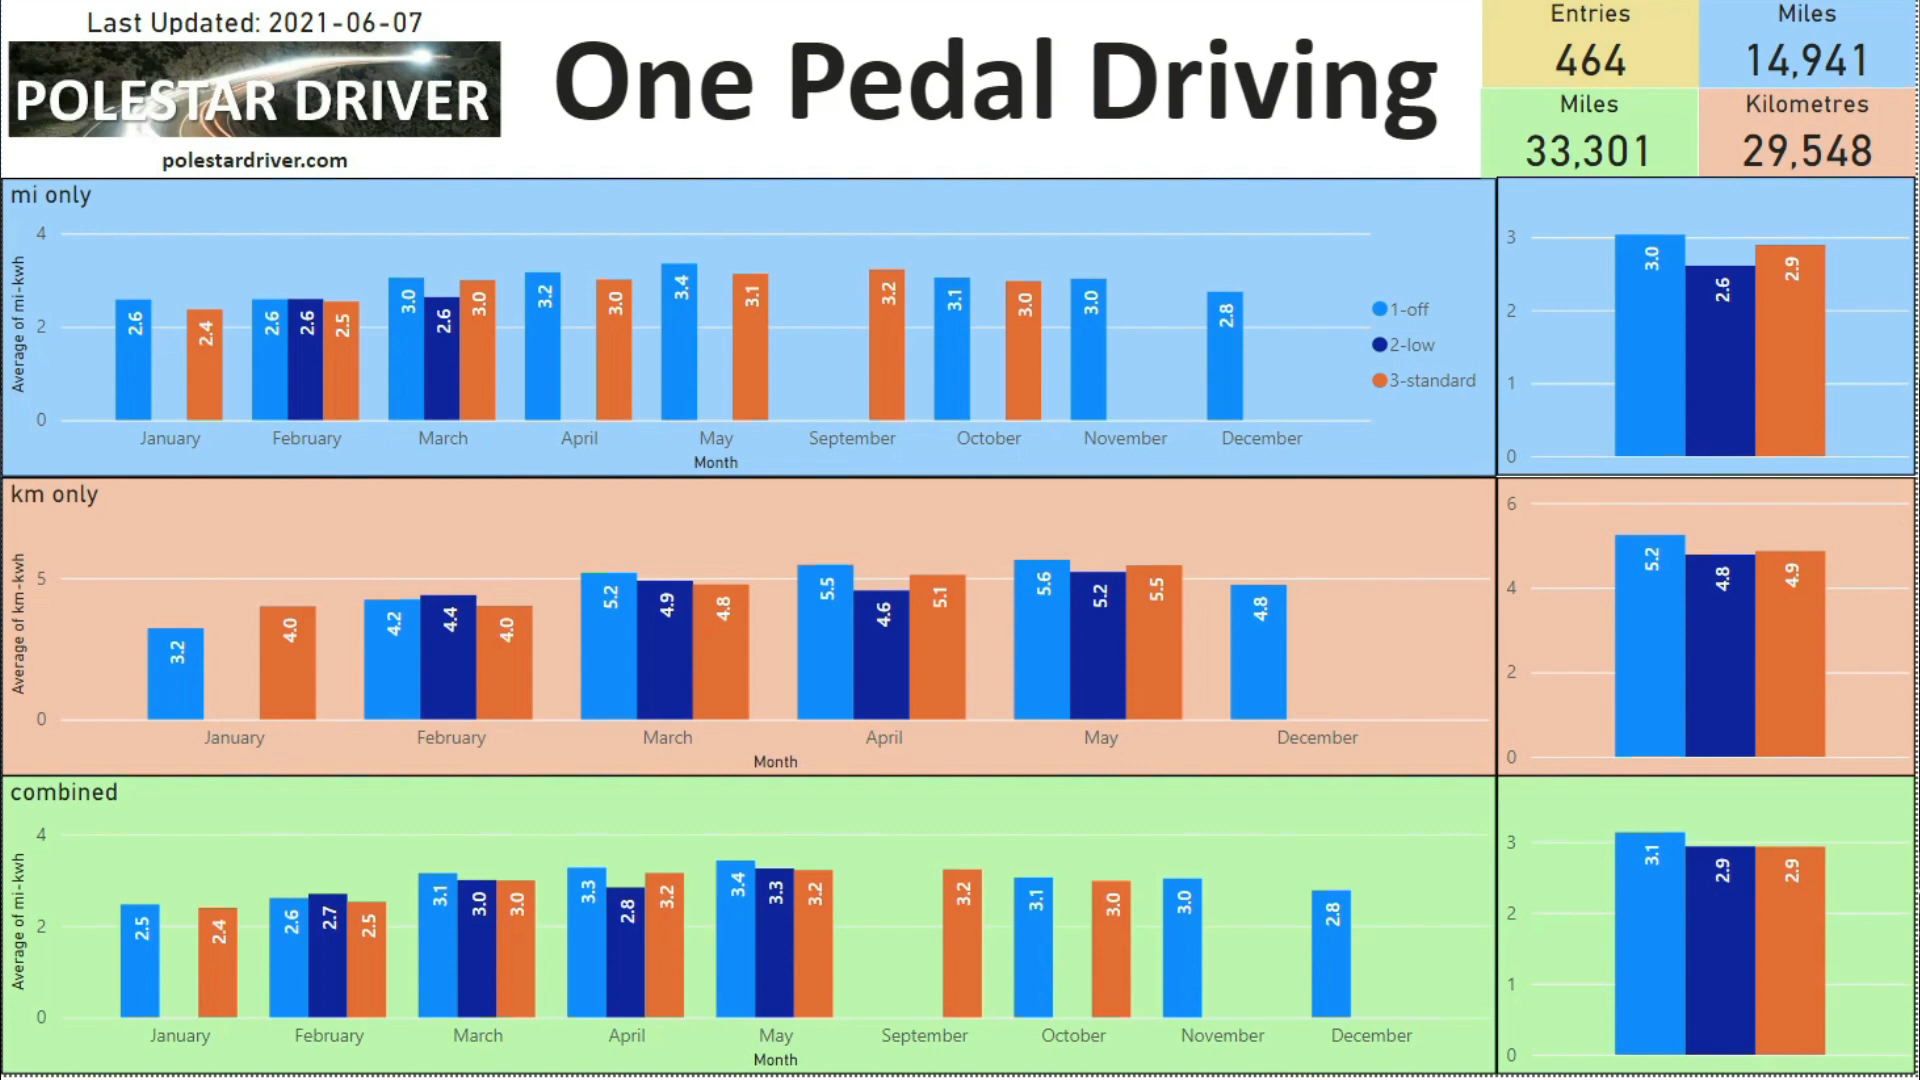 Last Updated: 2021-06-07
POLESTAR DRIVER
polestardriver.com
One Pedal Driving
Entries
464
Miles
14,941
Miles
33,301
Kilometres
29,548
mi only
Average of mi-kwh
4
2
0
2.6
2.4
2.6
2.6
2.5
3.0
2.6
3.0
3.2
3.0
3.4
3.1
3.2
3.1
3.0
3.0
2.8
January
February
March
April
May
September
October
November
December
Month
1-off
2-low
3-standard
3
2
1
0
3.0
2.6
2.9
km only
Average of km-kwh
5
0
3.2
4.0
4.2
4.4
4.0
5.2
4.9
4.8
5.5
4.6
5.1
5.6
5.2
5.5
4.8
January
February
March
April
May
December
Month
6
4
2
0
5.2
4.8
4.9
combined
Average of mi-kwh
4
2
0
2.5
2.4
2.6
2.7
2.5
3.1
3.0
3.0
3.3
2.8
3.2
3.4
3.3
3.2
3.2
3.1
3.0
3.0
2.8
January
February
March
April
May
September
October
November
December
Month
3
2
1
0
3.1
2.9
2.9